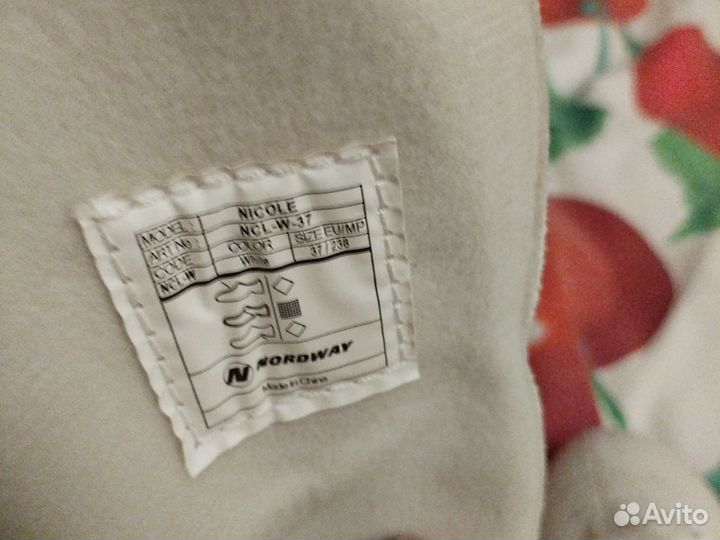 MODEL: NICOLE
ART No: NCL-W-37
CODE COLOR SIZE EU/MP
NCL-W White 37 / 238
NORDWAY
Made in China
Avito